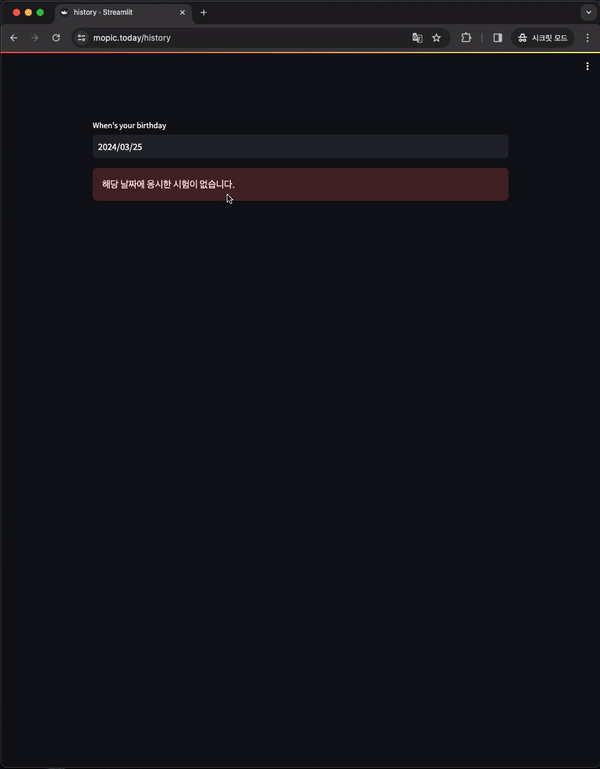 history · Streamlit
mopic.today/history
시크릿 모드
When's your birthday
2024/03/25
해당 날짜에 응시한 시험이 없습니다.